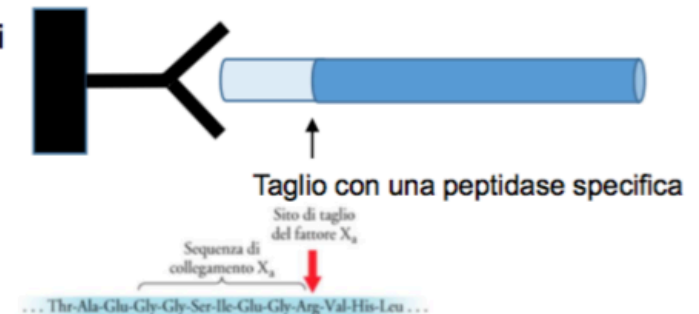 i
Taglio con una peptidase specifica
Sito di taglio
del fattore Xₐ
Sequenza di
collegamento Xₐ
... Thr-Ala-Glu-Gly-Gly-Ser-Ile-Glu-Gly-Arg-Val-His-Leu ...